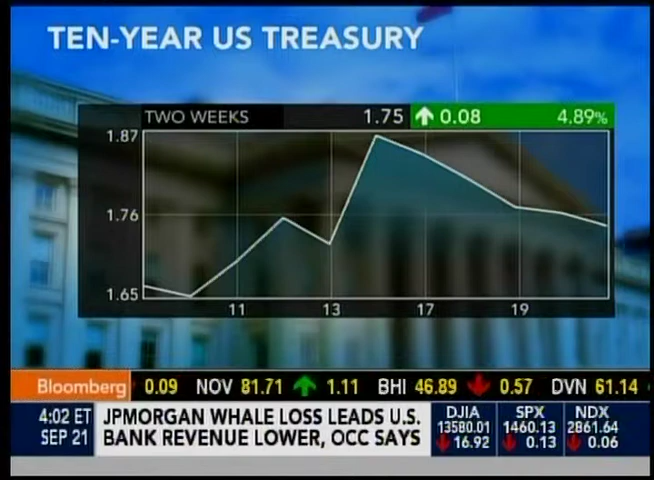 TEN-YEAR US TREASURY
TWO WEEKS 1.75 0.08 4.89%
1.87
1.76
1.65
11 13 17 19
Bloomberg 0.09 NOV 81.71 1.11 BHI 46.89 0.57 DVN 61.14
4:02 ET
SEP 21
JPMORGAN WHALE LOSS LEADS U.S.
BANK REVENUE LOWER, OCC SAYS
DJIA SPX NDX
13580.01 1460.13 2861.64
16.92 0.13 0.06